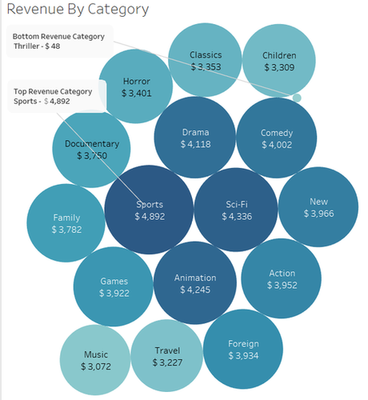 Revenue By Category
Bottom Revenue Category
Thriller - $ 48
Classics
$ 3,353
Children
$ 3,309
Horror
$ 3,401
Top Revenue Category
Sports - $ 4,892
Drama
$ 4,118
Comedy
$ 4,002
Documentary
$ 3,750
Sports
$ 4,892
Sci-Fi
$ 4,336
New
$ 3,966
Family
$ 3,782
Games
$ 3,922
Animation
$ 4,245
Action
$ 3,952
Music
$ 3,072
Travel
$ 3,227
Foreign
$ 3,934